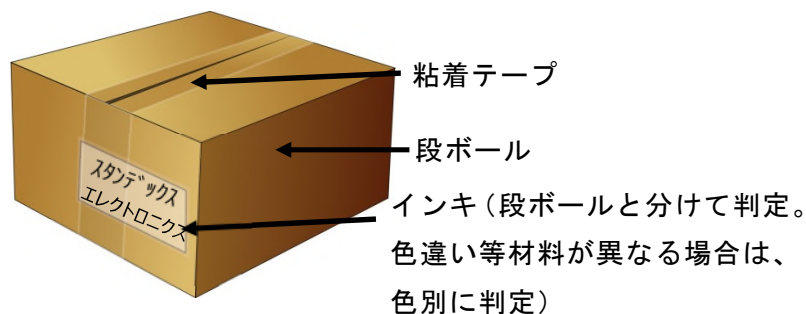 粘着テープ
段ボール
スタンデックス
エレクトロニクス
インキ(段ボールと分けて判定。
色違い等材料が異なる場合は、
色別に判定)